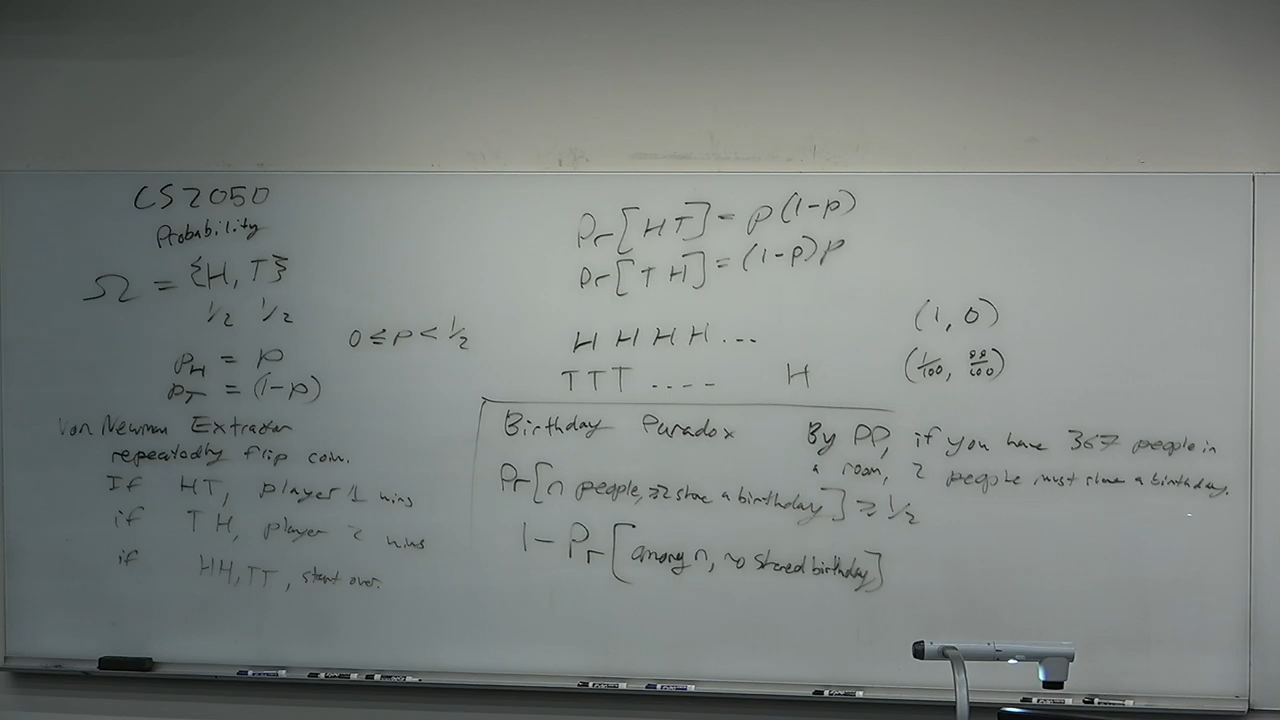 CS2050
Probability
Ω = {H, T}
1/2 1/2
P_H = p
P_T = (1-p)
0 ≤ p < 1/2
Von Newman Extractor
repeatedly flip coin.
If HT, player 1 wins
if TH, player 2 wins
if HH, TT, start over.
Pr[HT] = p(1-p)
Pr[TH] = (1-p)p
H H H H ...
T T T .... H
(1, 0)
(1/100, 99/100)
Birthday Paradox
Pr[n people, ≥2 share a birthday] ≥ 1/2
1 - Pr[among n, no shared birthday]
By PP, if you have 367 people in
a room, 2 people must share a birthday.